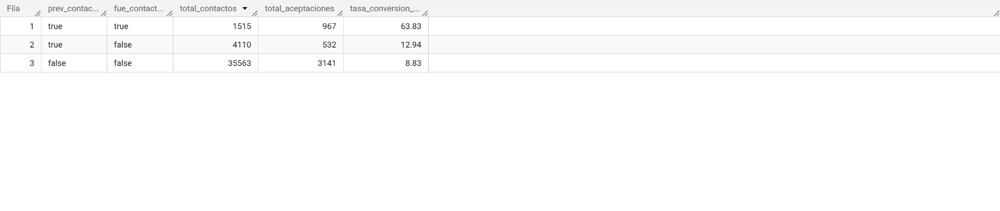 Fila prev_contac... fue_contact... total_contactos total_aceptaciones tasa_conversion_...
1 true true 1515 967 63.83
2 true false 4110 532 12.94
3 false false 35563 3141 8.83